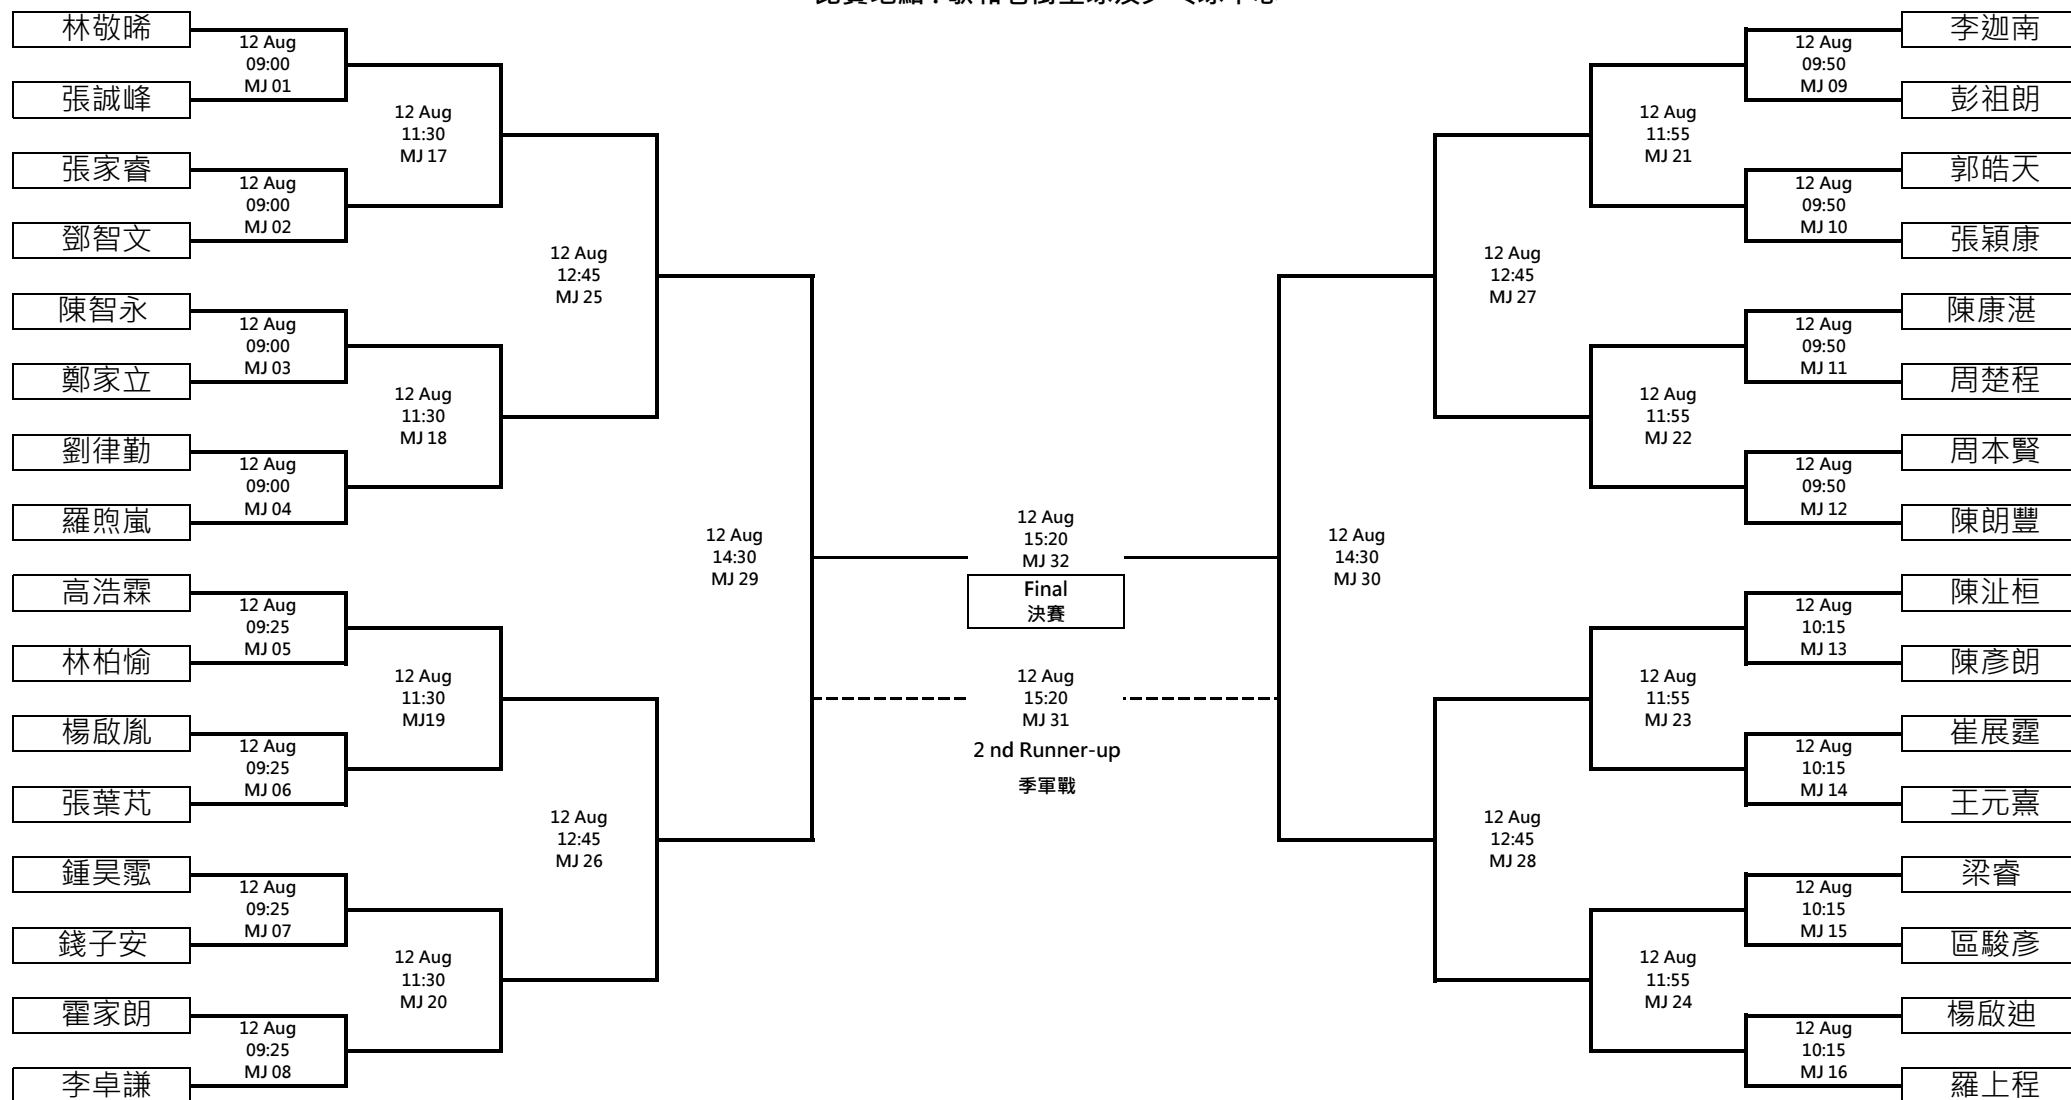 林敬晞
12 Aug
09:00
MJ 01
張誠峰
12 Aug
11:30
MJ 17
張家睿
12 Aug
09:00
MJ 02
鄧智文
12 Aug
12:45
MJ 25
陳智永
12 Aug
09:00
MJ 03
鄭家立
12 Aug
11:30
MJ 18
劉律勤
12 Aug
09:00
MJ 04
羅煦嵐
12 Aug
14:30
MJ 29
高浩霖
12 Aug
09:25
MJ 05
林柏愉
12 Aug
11:30
MJ19
楊啟胤
12 Aug
09:25
MJ 06
張葉芃
12 Aug
12:45
MJ 26
鍾昊霐
12 Aug
09:25
MJ 07
錢子安
12 Aug
11:30
MJ 20
霍家朗
12 Aug
09:25
MJ 08
李卓謙
12 Aug
15:20
MJ 32
Final
決賽
12 Aug
15:20
MJ 31
2 nd Runner-up
季軍戰
李迦南
12 Aug
09:50
MJ 09
彭祖朗
12 Aug
11:55
MJ 21
郭皓天
12 Aug
09:50
MJ 10
張穎康
12 Aug
12:45
MJ 27
陳康湛
12 Aug
09:50
MJ 11
周楚程
12 Aug
11:55
MJ 22
周本賢
12 Aug
09:50
MJ 12
陳朗豐
12 Aug
14:30
MJ 30
陳沚桓
12 Aug
10:15
MJ 13
陳彥朗
12 Aug
11:55
MJ 23
崔展霆
12 Aug
10:15
MJ 14
王元熹
12 Aug
12:45
MJ 28
梁睿
12 Aug
10:15
MJ 15
區駿彥
12 Aug
11:55
MJ 24
楊啟迪
12 Aug
10:15
MJ 16
羅上程